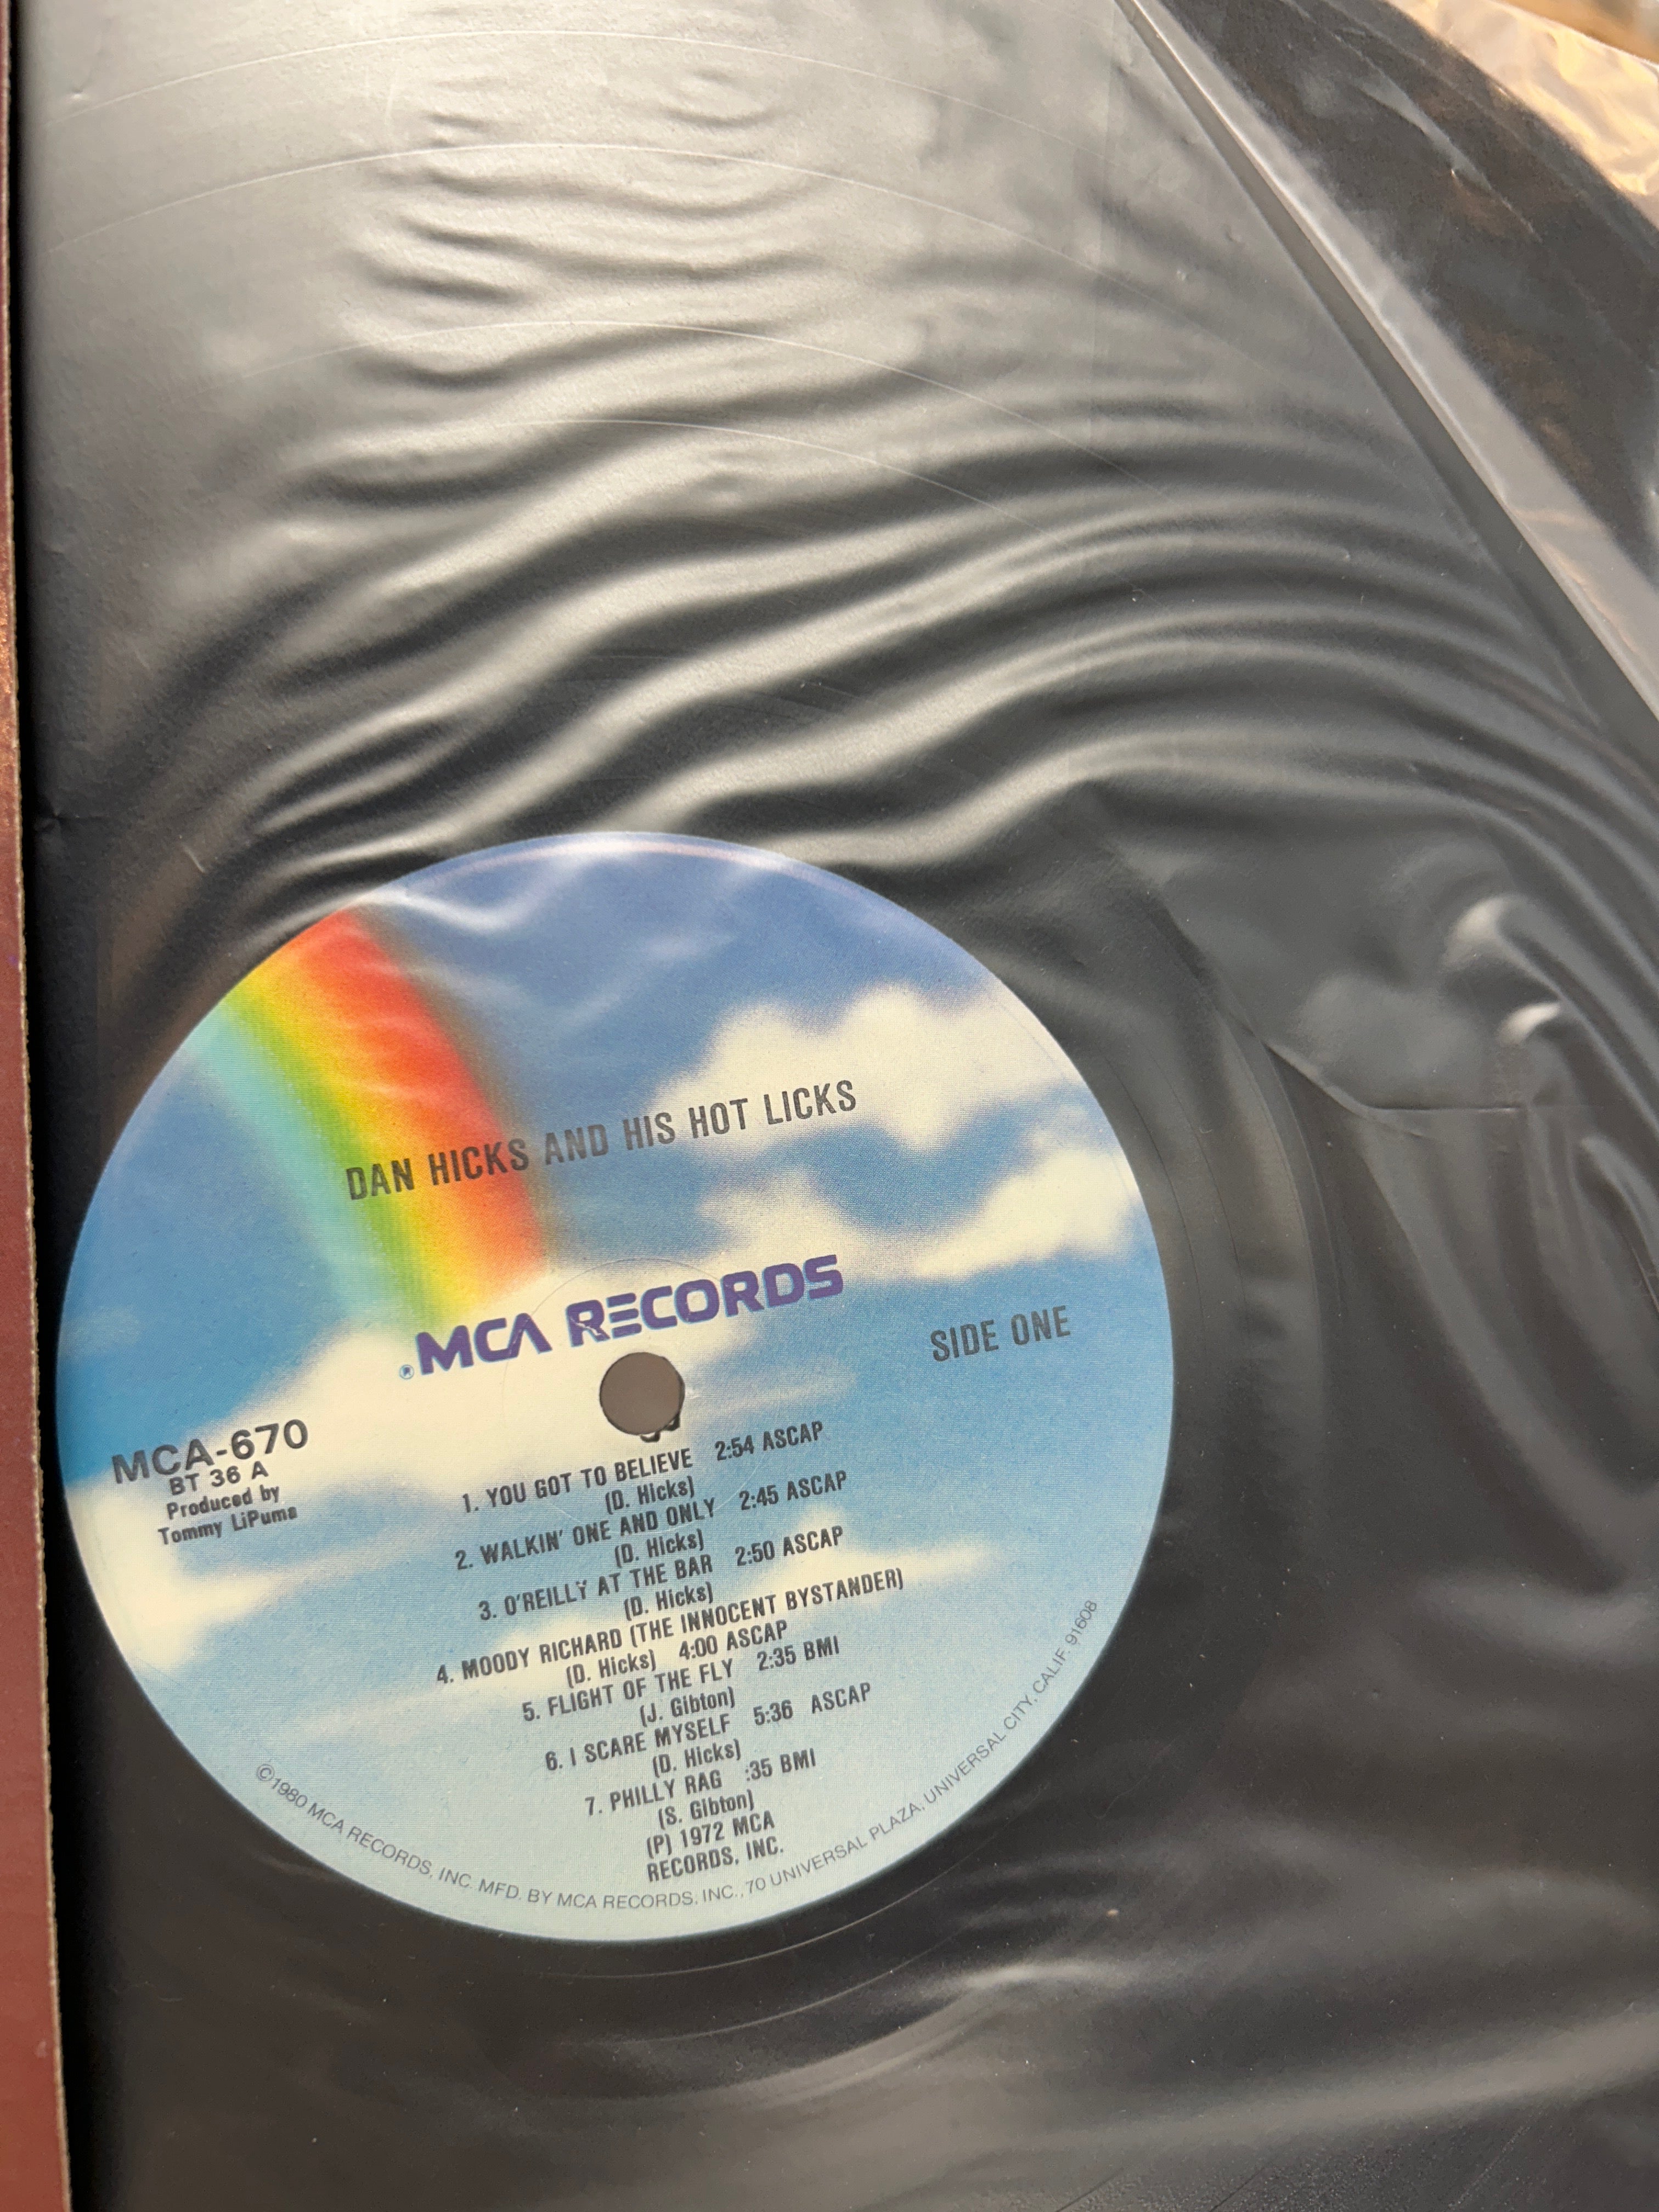 DAN HICKS AND HIS HOT LICKS
® MCA RECORDS
SIDE ONE
MCA-670
BT 36 A
Produced by
Tommy LiPuma
1. YOU GOT TO BELIEVE 2:54 ASCAP
(D. Hicks)
2. WALKIN' ONE AND ONLY 2:45 ASCAP
(D. Hicks)
3. O'REILLY AT THE BAR 2:50 ASCAP
(D. Hicks)
4. MOODY RICHARD (THE INNOCENT BYSTANDER)
(D. Hicks) 4:00 ASCAP
5. FLIGHT OF THE FLY 2:35 BMI
(J. Gibton)
6. I SCARE MYSELF 5:36 ASCAP
(D. Hicks)
7. PHILLY RAG :35 BMI
(S. Gibton)
(P) 1972 MCA
RECORDS, INC.
©1980 MCA RECORDS, INC. MFD. BY MCA RECORDS, INC., 70 UNIVERSAL PLAZA, UNIVERSAL CITY, CALIF. 91608